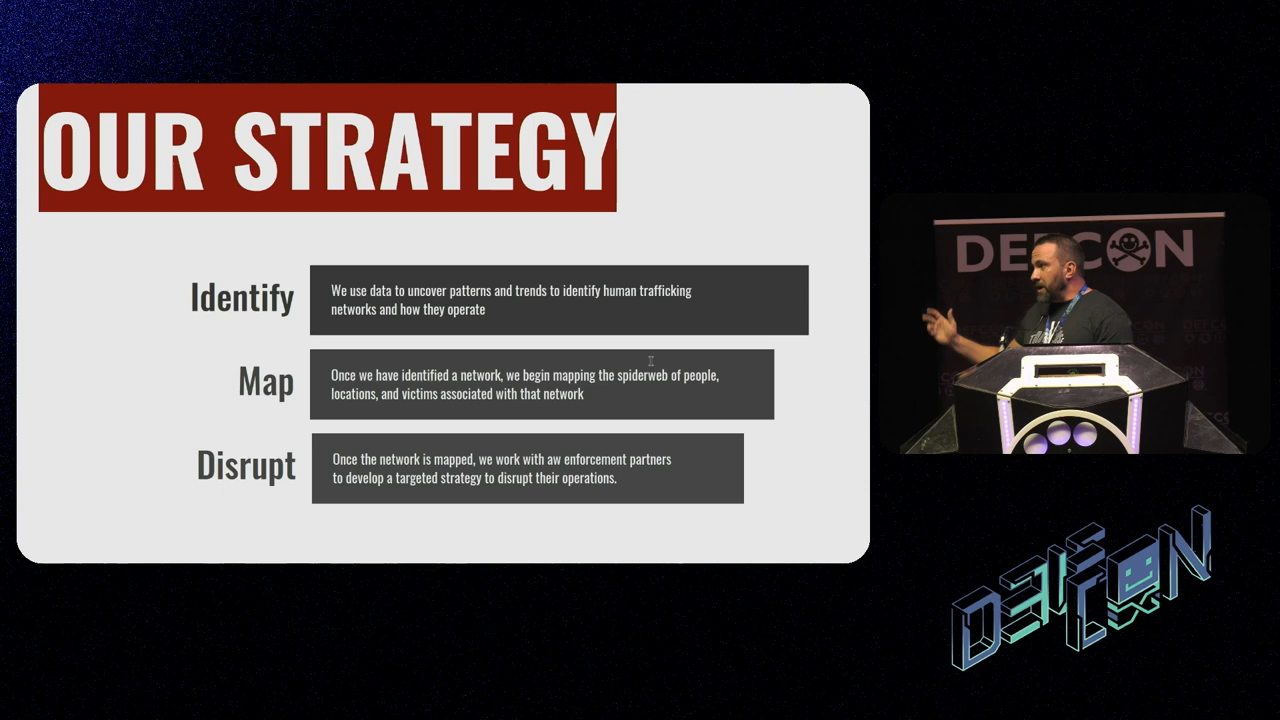 OUR STRATEGY
Identify
We use data to uncover patterns and trends to identify human trafficking
networks and how they operate
Map
Once we have identified a network, we begin mapping the spiderweb of people,
locations, and victims associated with that network
Disrupt
Once the network is mapped, we work with aw enforcement partners
to develop a targeted strategy to disrupt their operations.
DEFCON
DEFCON